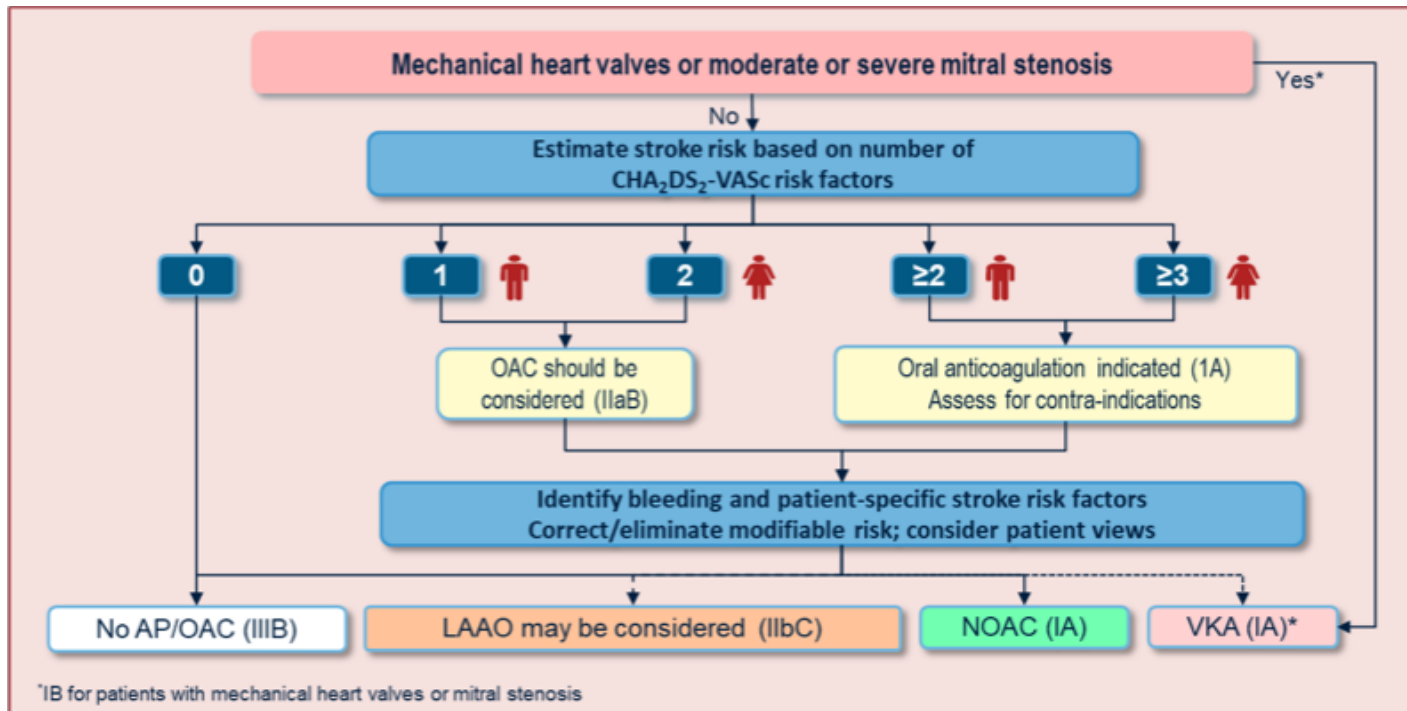 Mechanical heart valves or moderate or severe mitral stenosis
Yes*
No
Estimate stroke risk based on number of
CHA₂DS₂-VASc risk factors
0
1
2
≥2
≥3
OAC should be
considered (IIaB)
Oral anticoagulation indicated (1A)
Assess for contra-indications
Identify bleeding and patient-specific stroke risk factors
Correct/eliminate modifiable risk; consider patient views
No AP/OAC (IIIB)
LAAO may be considered (IIbC)
NOAC (IA)
VKA (IA)*
*IB for patients with mechanical heart valves or mitral stenosis